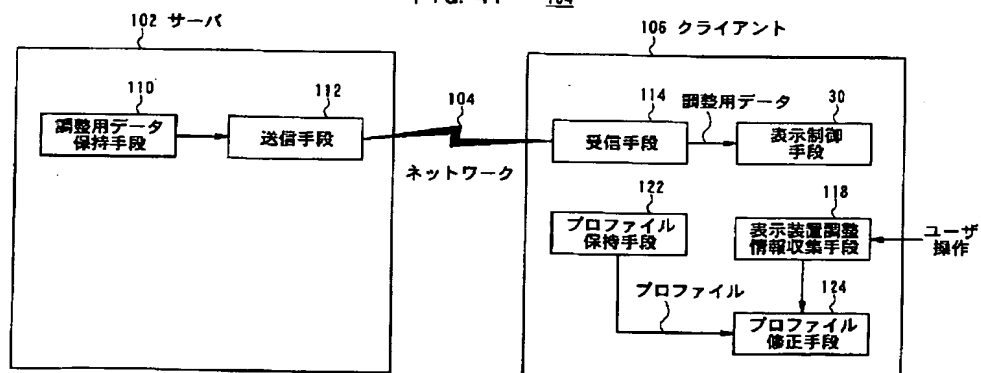 102 サーバ
106 クライアント
110
調整用データ
保持手段
112
送信手段
104
ネットワーク
114
受信手段
調整用データ
30
表示制御
手段
122
プロファイル
保持手段
118
表示装置調整
情報収集手段
ユーザ
操作
プロファイル
124
プロファイル
修正手段